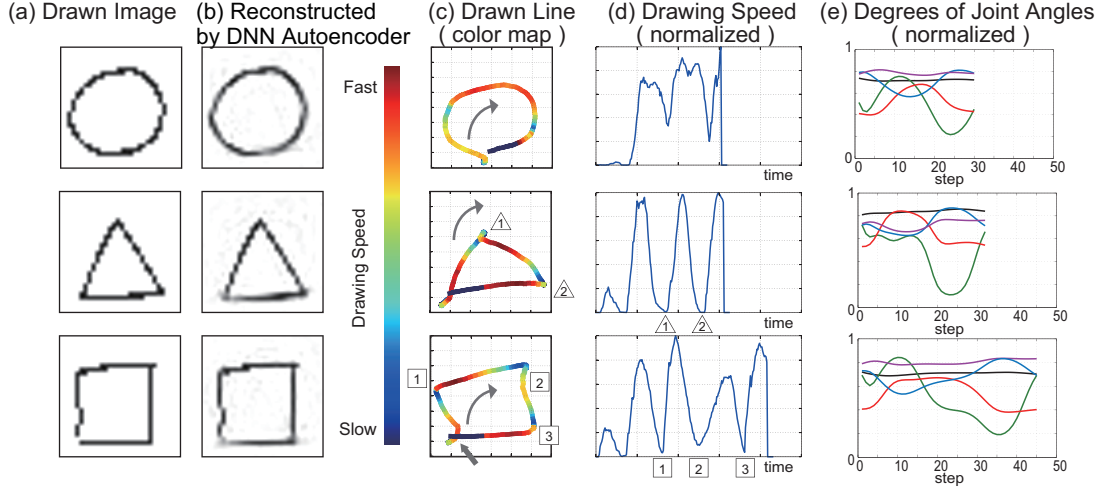 (a) Drawn Image
(b) Reconstructed
by DNN Autoencoder
(c) Drawn Line
( color map )
(d) Drawing Speed
( normalized )
(e) Degrees of Joint Angles
( normalized )
Fast
Drawing Speed
Slow
time
1
0
0 10 20 30 40 50
step
1
2
1
2
time
1
0
0 10 20 30 40 50
step
1
2
3
1
2
3
time
1
0
0 10 20 30 40 50
step